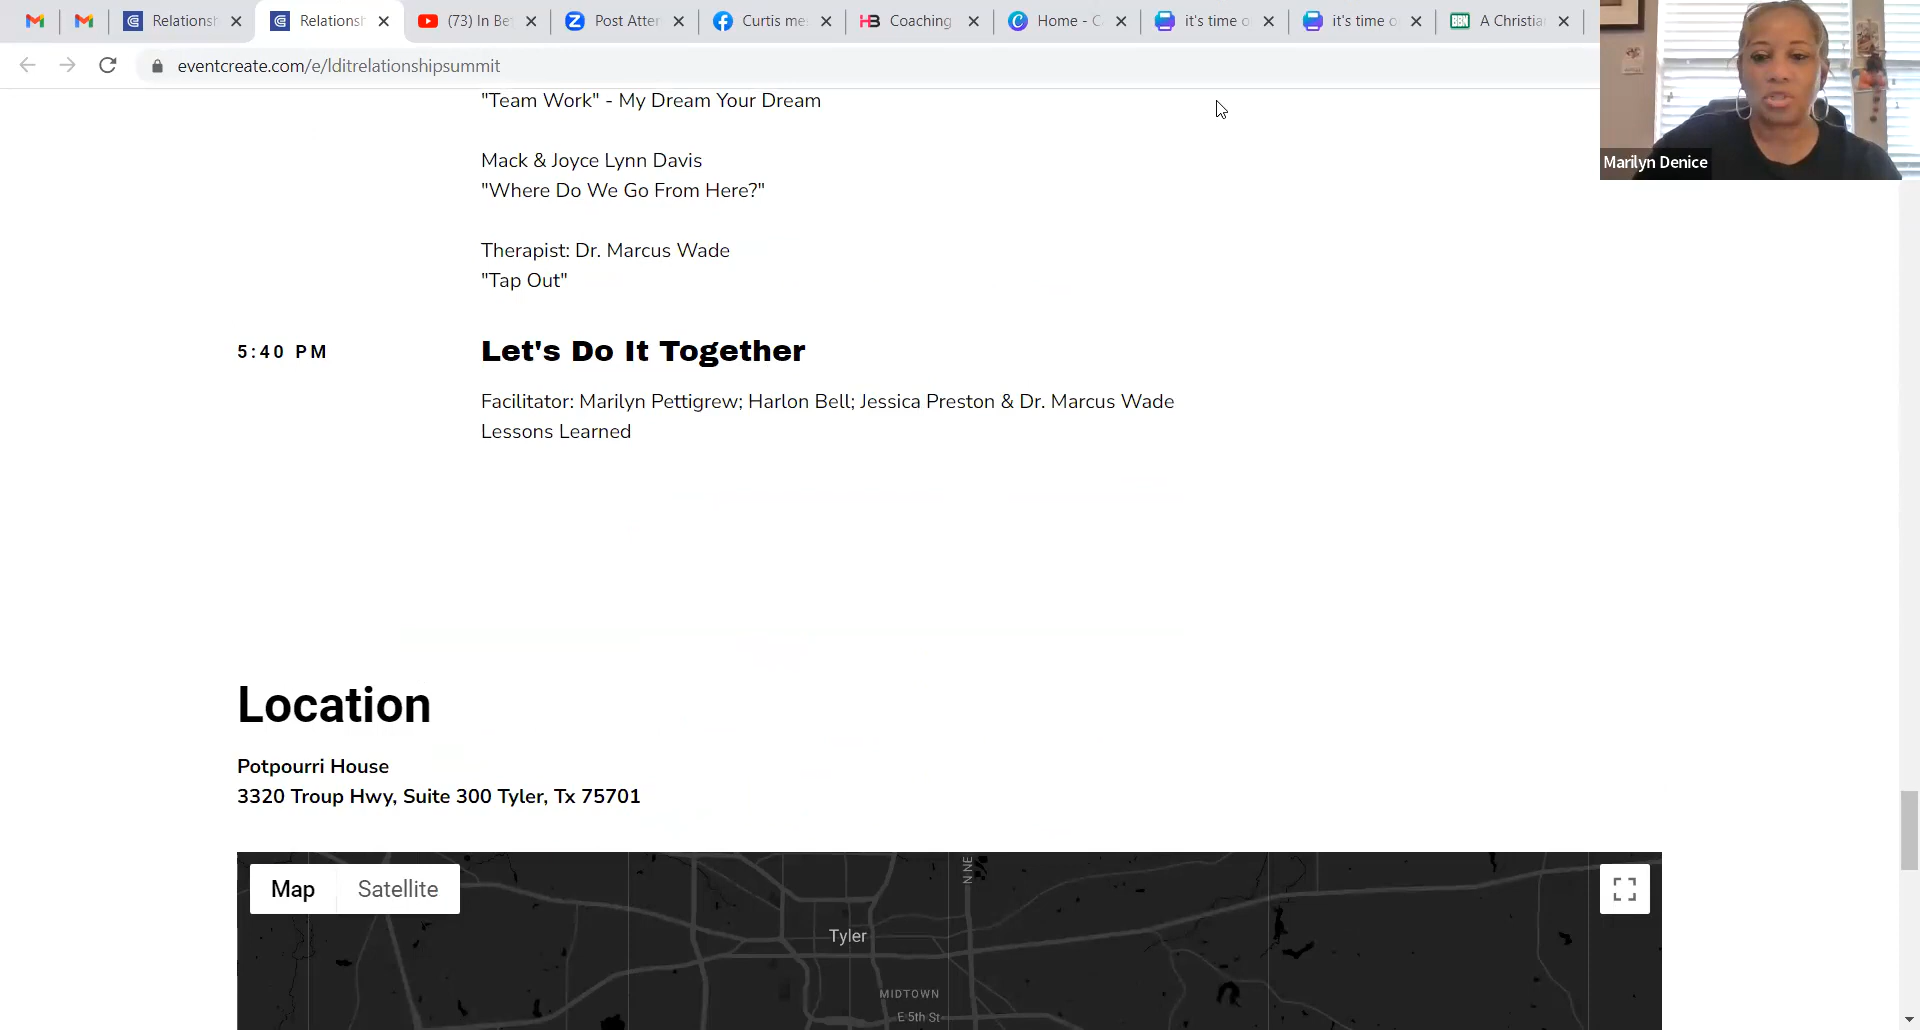 Relationsh
Relationsh
(73) In Be
Post Atter
Curtis me
Coaching
Home - C
it's time o
it's time o
BBN
A Christia
eventcreate.com/e/lditrelationshipsummit
Marilyn Denice
"Team Work" - My Dream Your Dream
Mack & Joyce Lynn Davis
"Where Do We Go From Here?"
Therapist: Dr. Marcus Wade
"Tap Out"
5:40 PM
Let's Do It Together
Facilitator: Marilyn Pettigrew; Harlon Bell; Jessica Preston & Dr. Marcus Wade
Lessons Learned
Location
Potpourri House
3320 Troup Hwy, Suite 300 Tyler, Tx 75701
Map
Satellite
N NE
Tyler
MIDTOWN
E 5th St